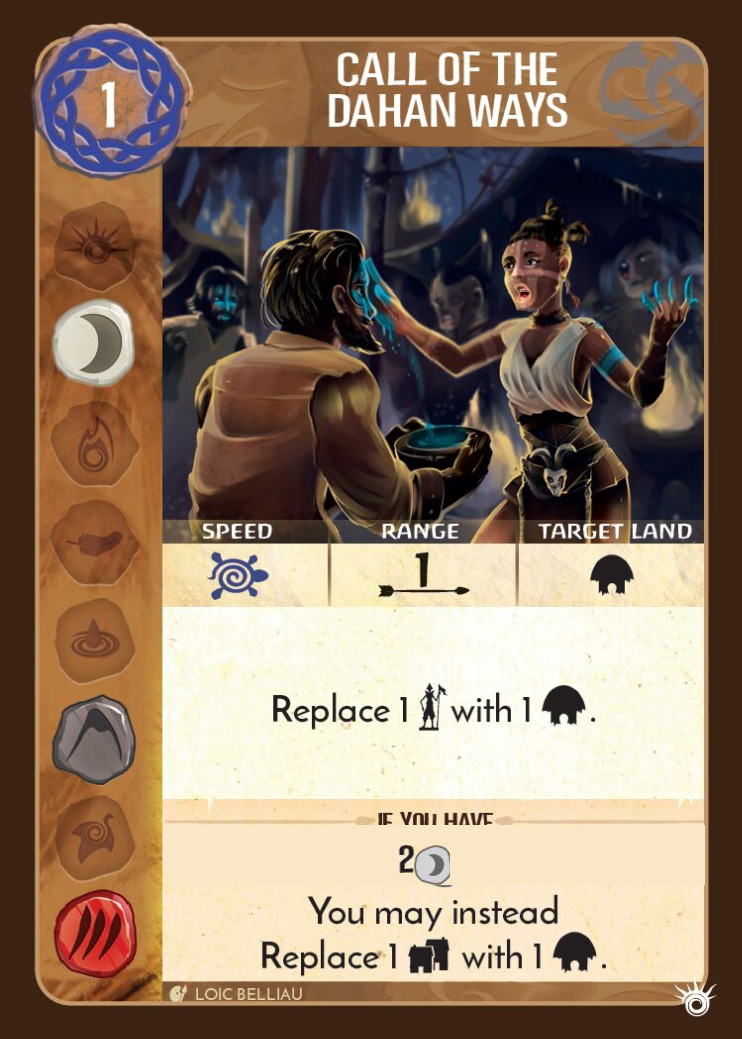 1
CALL OF THE
DAHAN WAYS
SPEED RANGE TARGET LAND
1
Replace 1 with 1 .
IF YOU HAVE
2
You may instead
Replace 1 with 1 .
LOIC BELLIAU